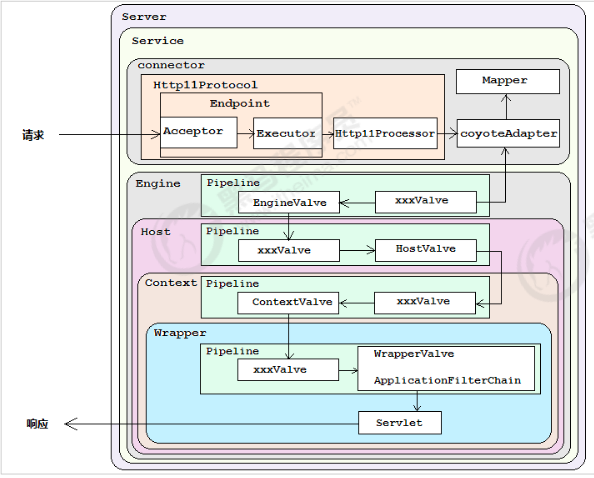 Server
Service
connector
Http11Protocol
Endpoint
Mapper
请求
Acceptor
Executor
Http11Processor
coyoteAdapter
Engine
Pipeline
EngineValve
xxxValve
Host
Pipeline
xxxValve
HostValve
Context
Pipeline
ContextValve
xxxValve
Wrapper
Pipeline
xxxValve
WrapperValve
ApplicationFilterChain
响应
Servlet